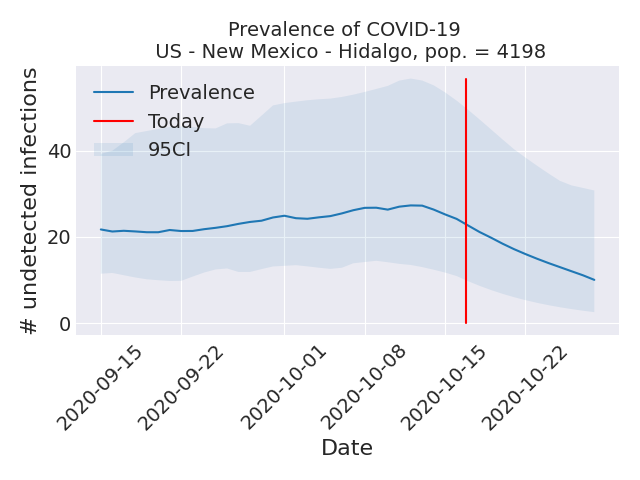 Prevalence of COVID-19
US - New Mexico - Hidalgo, pop. = 4198
Prevalence
Today
95CI
# undetected infections
40
20
0
2020-09-15
2020-09-22
2020-10-01
2020-10-08
2020-10-15
2020-10-22
Date